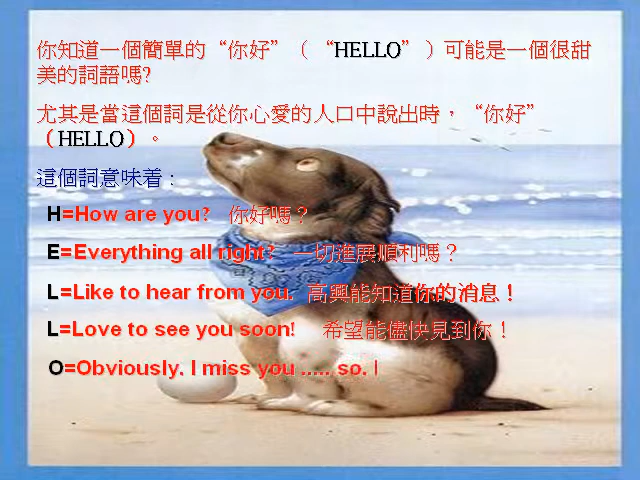 你知道一個簡單的“你好”（“HELLO”）可能是一個很甜
美的詞語嗎?
尤其是當這個詞是從你心愛的人口中說出時，“你好”
（HELLO）。
這個詞意味着：
H=How are you? 你好嗎？
E=Everything all right? 一切進展順利嗎？
L=Like to hear from you. 高興能知道你的消息！
L=Love to see you soon! 希望能儘快見到你！
O=Obviously. I miss you ..... so. I